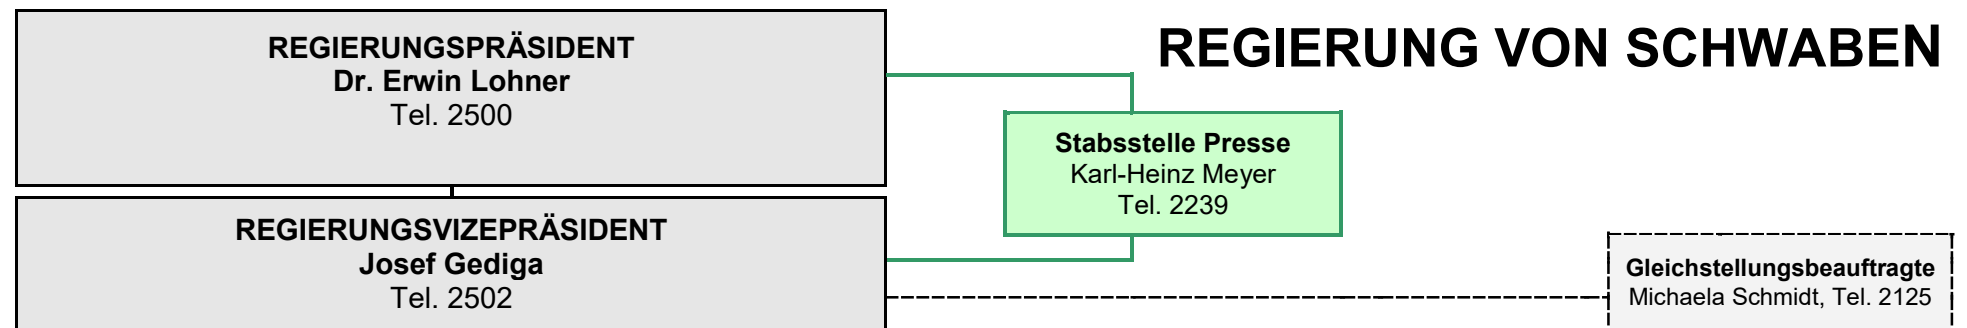 REGIERUNGSPRÄSIDENT
Dr. Erwin Lohner
Tel. 2500
REGIERUNG VON SCHWABEN
Stabsstelle Presse
Karl-Heinz Meyer
Tel. 2239
REGIERUNGSVIZEPRÄSIDENT
Josef Gediga
Tel. 2502
Gleichstellungsbeauftragte
Michaela Schmidt, Tel. 2125